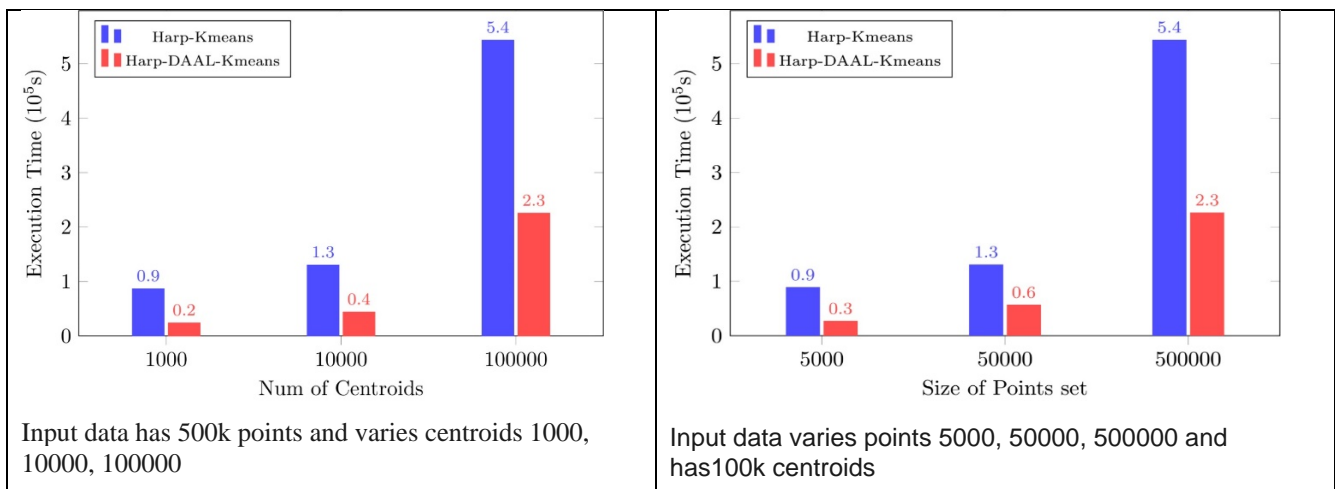 Harp-Kmeans
Harp-DAAL-Kmeans
5.4
2.3
1.3
0.4
0.9
0.2
5
4
3
2
1
0
Execution Time (10^5s)
1000
10000
100000
Num of Centroids
Input data has 500k points and varies centroids 1000,
10000, 100000
Harp-Kmeans
Harp-DAAL-Kmeans
5.4
2.3
1.3
0.6
0.9
0.3
5
4
3
2
1
0
Execution Time (10^5s)
5000
50000
500000
Size of Points set
Input data varies points 5000, 50000, 500000 and
has100k centroids